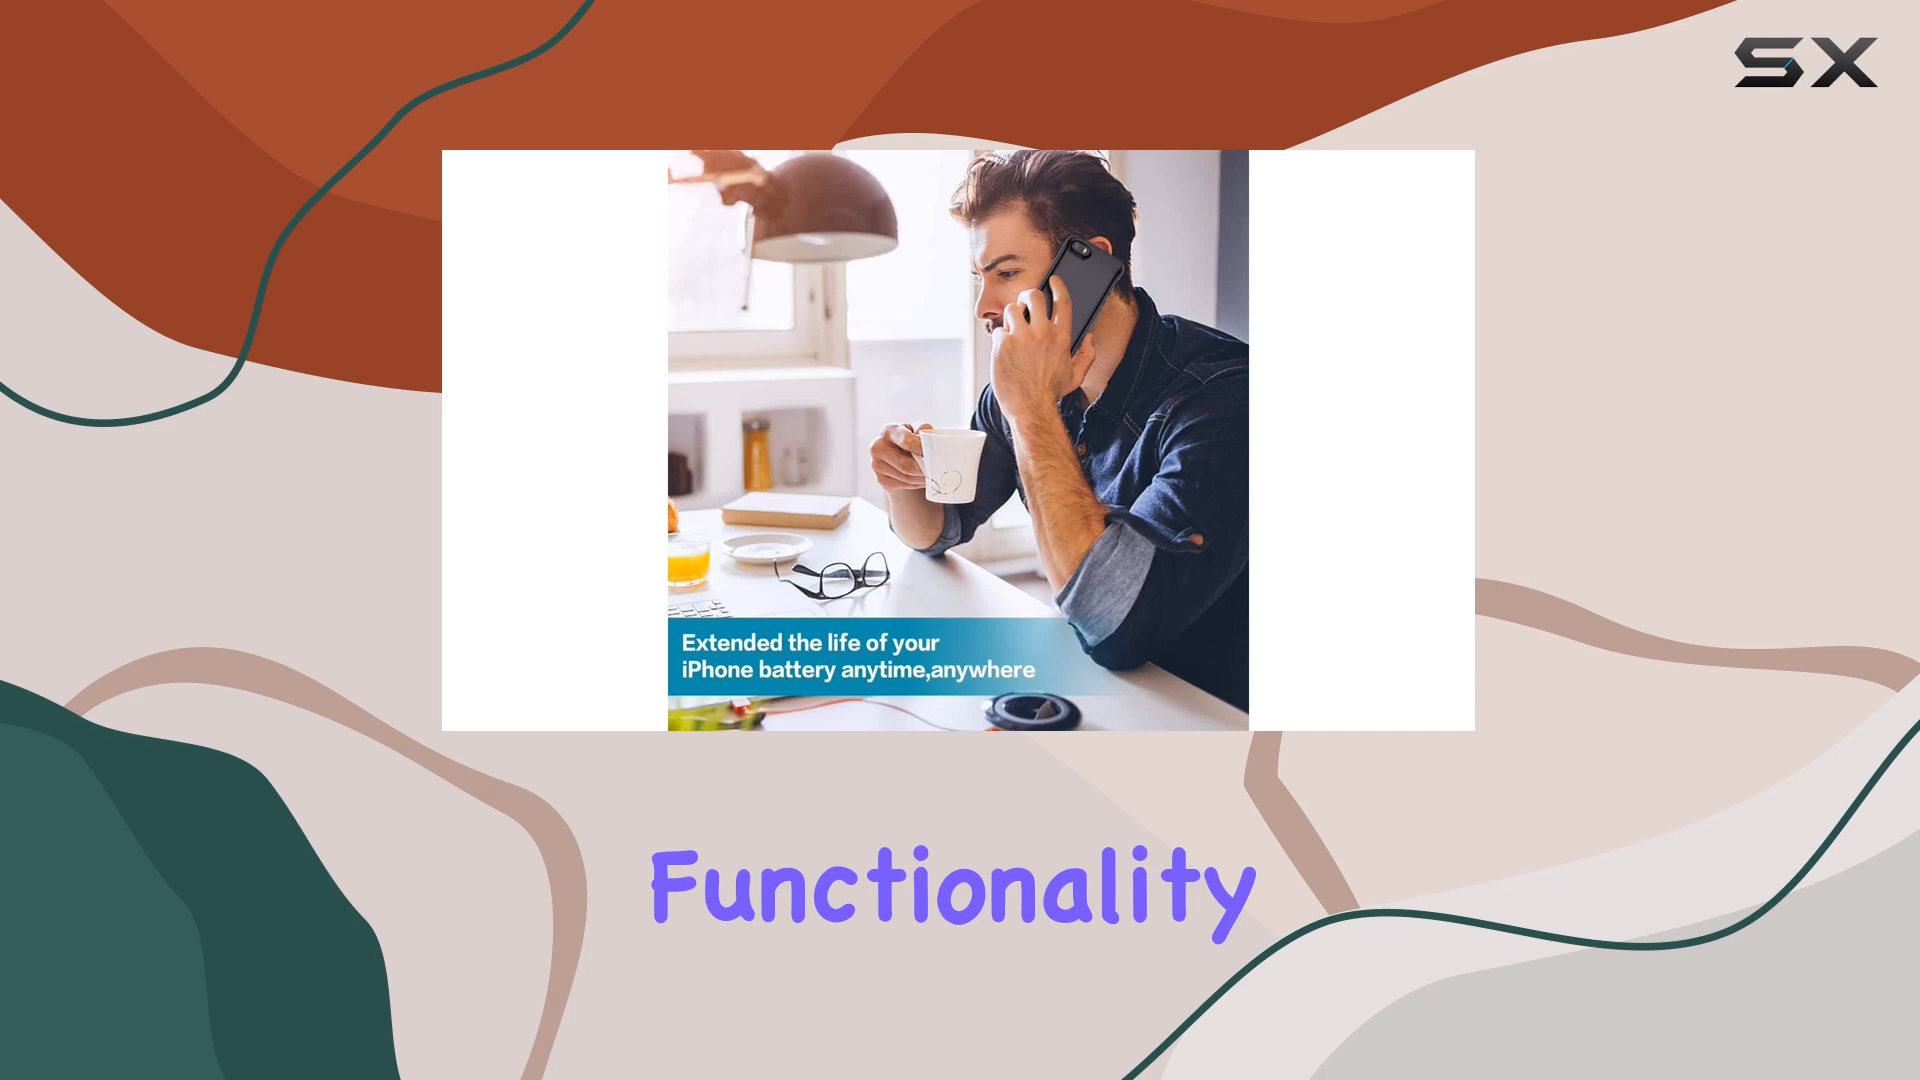 SX
Extended the life of your
iPhone battery anytime,anywhere
Functionality